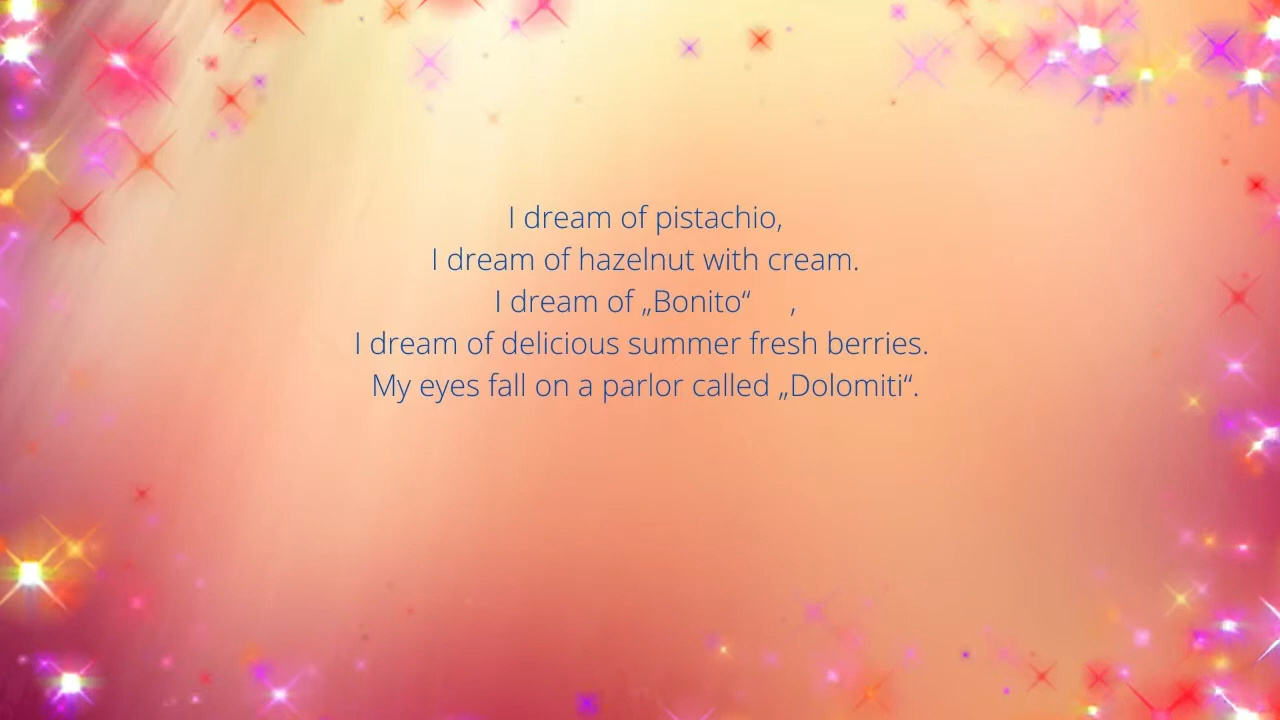 I dream of pistachio,
I dream of hazelnut with cream.
I dream of „Bonito“ ,
I dream of delicious summer fresh berries.
My eyes fall on a parlor called „Dolomiti“.